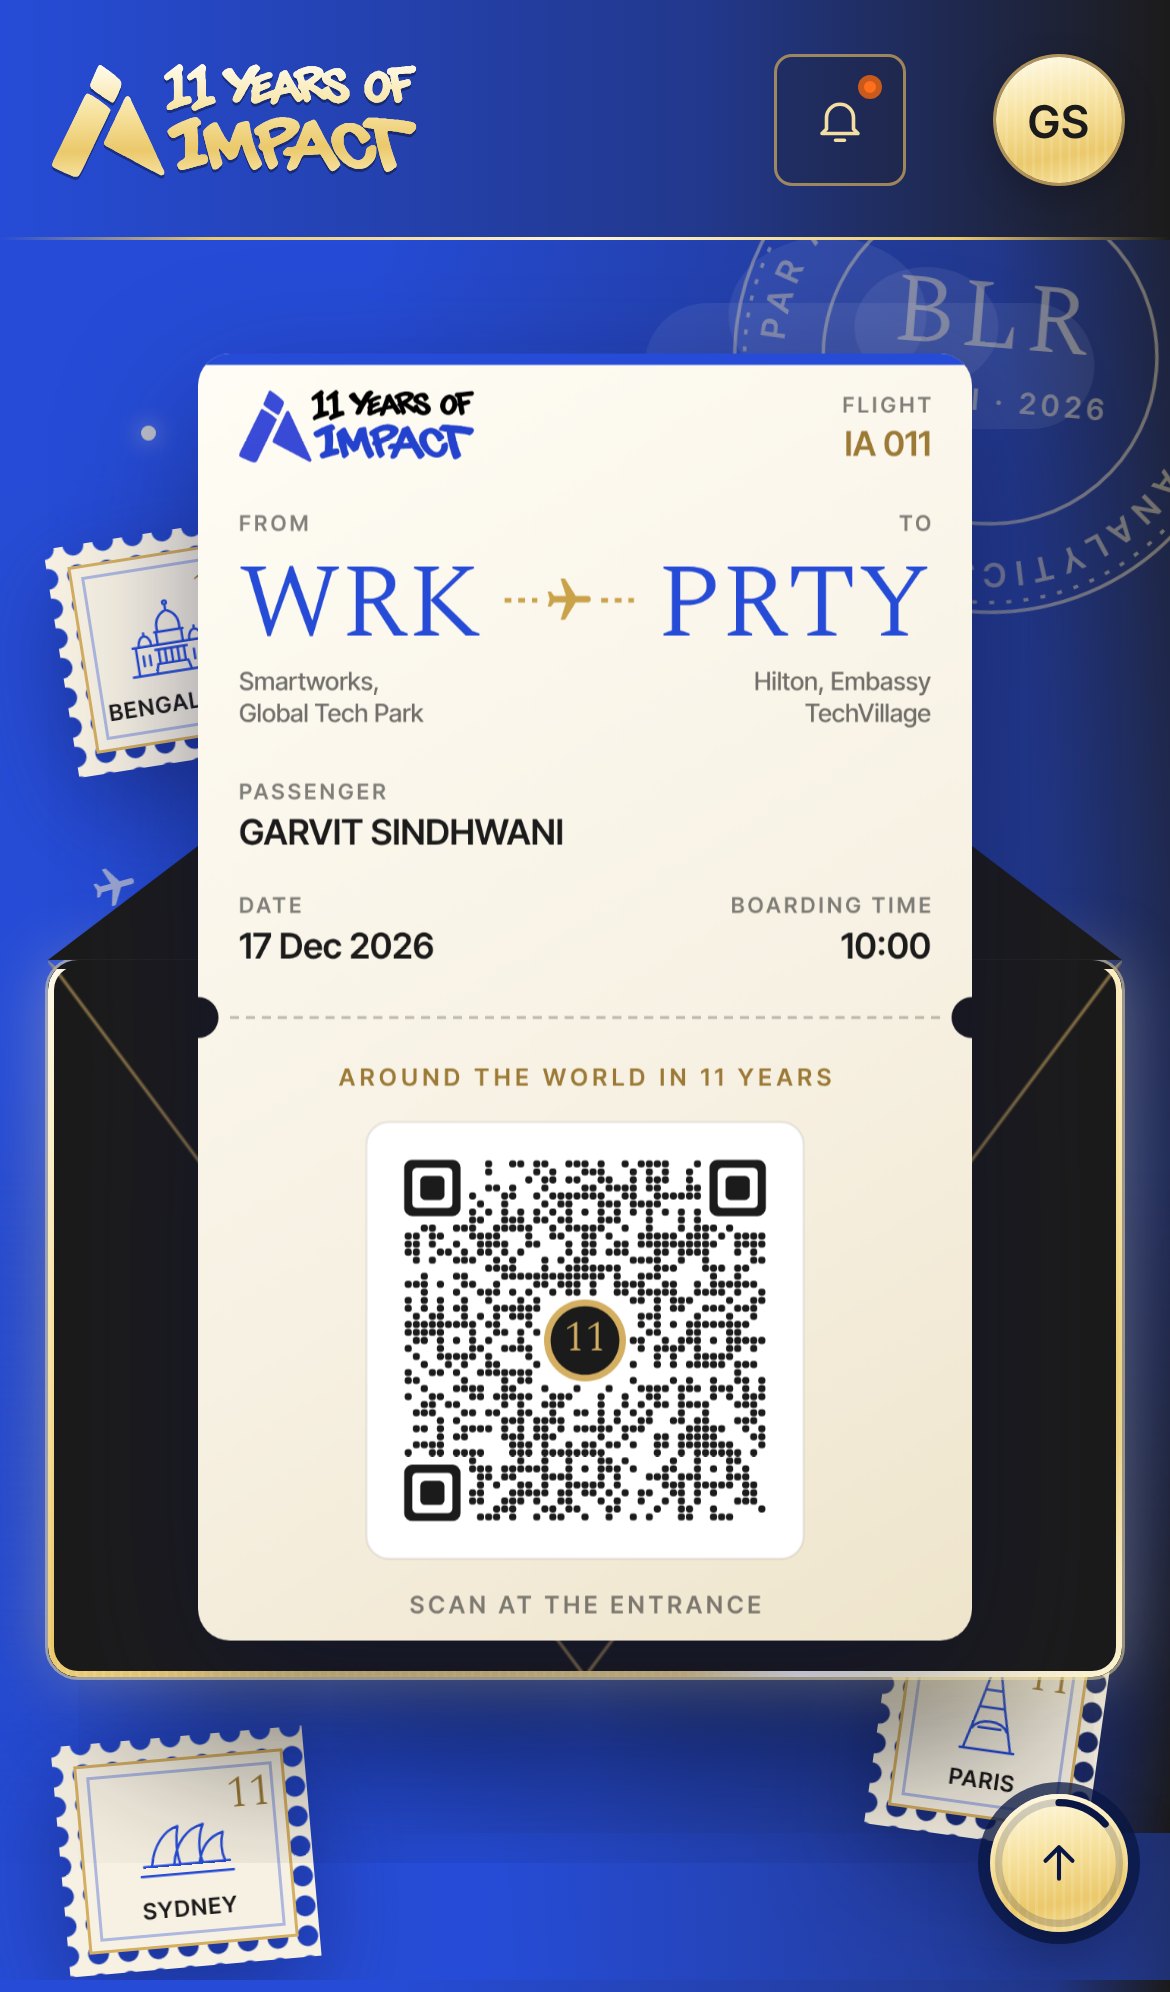 11 YEARS OF
IMPACT
GS
PAR
BLR
· 2026
ANALYTIC
11 YEARS OF
IMPACT
FLIGHT
IA 011
FROM
TO
WRK
PRTY
Smartworks,
Global Tech Park
Hilton, Embassy
TechVillage
BENGAL
PASSENGER
GARVIT SINDHWANI
DATE
BOARDING TIME
17 Dec 2026
10:00
AROUND THE WORLD IN 11 YEARS
11
SCAN AT THE ENTRANCE
11
PARIS
11
SYDNEY